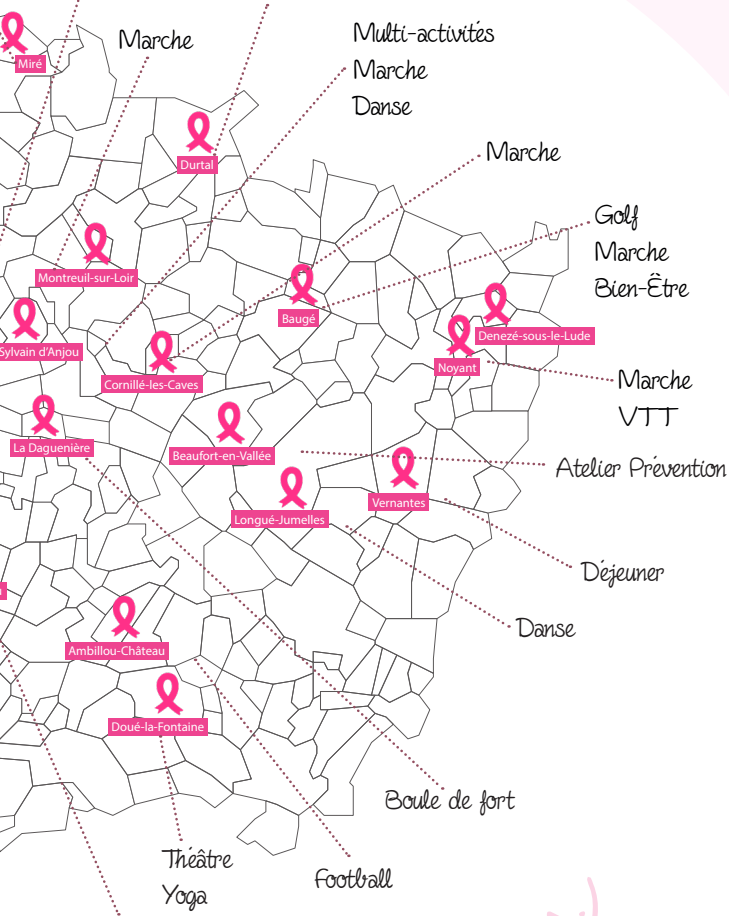 Miré
Marche
Multi-activités
Marche
Danse
Durtal
Marche
Golf
Marche
Bien-Être
Montreuil-sur-Loir
Baugé
Sylvain d'Anjou
Denezé-sous-le-Lude
Noyant
Cornillé-les-Caves
Marche
VTT
La Daguenière
Beaufort-en-Vallée
Atelier Prévention
Vernantes
Longué-Jumelles
Déjeuner
Danse
Ambillou-Château
Doué-la-Fontaine
Boule de fort
Théâtre
Yoga
Football